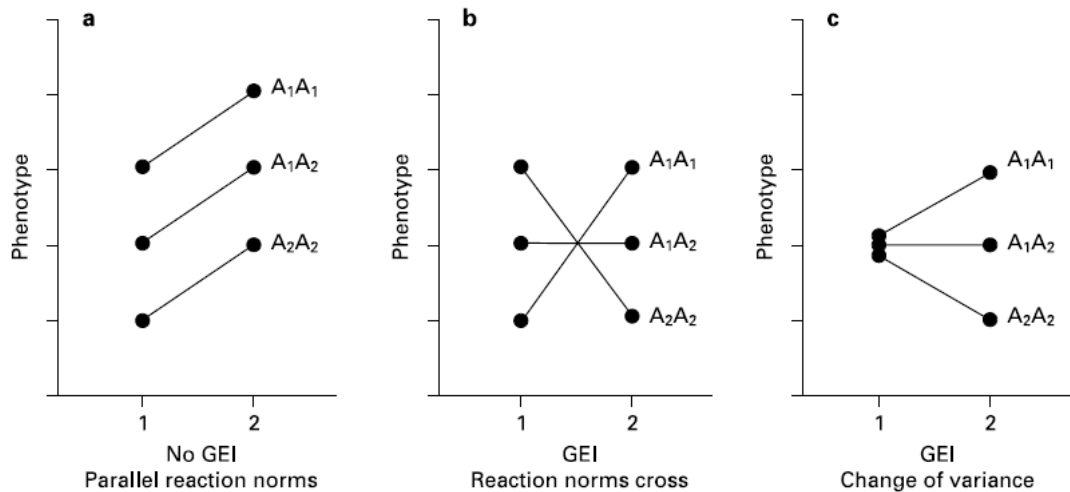 a
Phenotype
A₁A₁
A₁A₂
A₂A₂
1 2
No GEI
Parallel reaction norms
b
Phenotype
A₁A₁
A₁A₂
A₂A₂
1 2
GEI
Reaction norms cross
c
Phenotype
A₁A₁
A₁A₂
A₂A₂
1 2
GEI
Change of variance